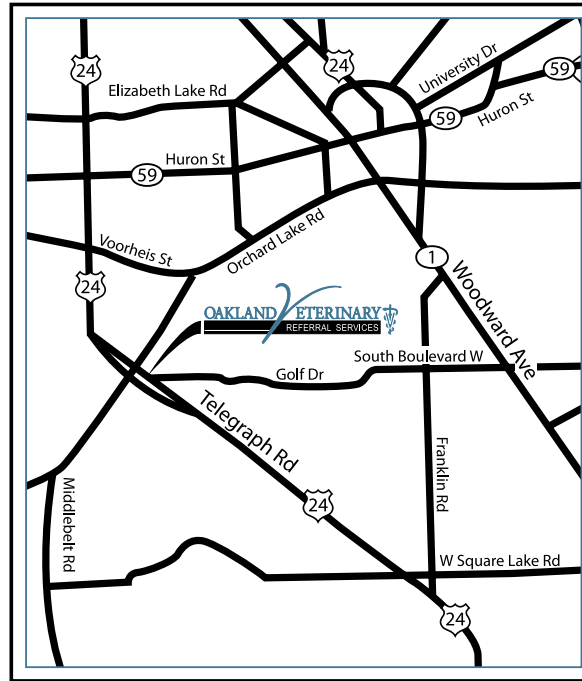 24
24
University Dr
59
Elizabeth Lake Rd
59
Huron St
Huron St
59
Voorheis St
Orchard Lake Rd
1
24
Woodward Ave
OAKLAND VETERINARY
REFERRAL SERVICES
South Boulevard W
Golf Dr
Telegraph Rd
Franklin Rd
Middlebelt Rd
24
W Square Lake Rd
24